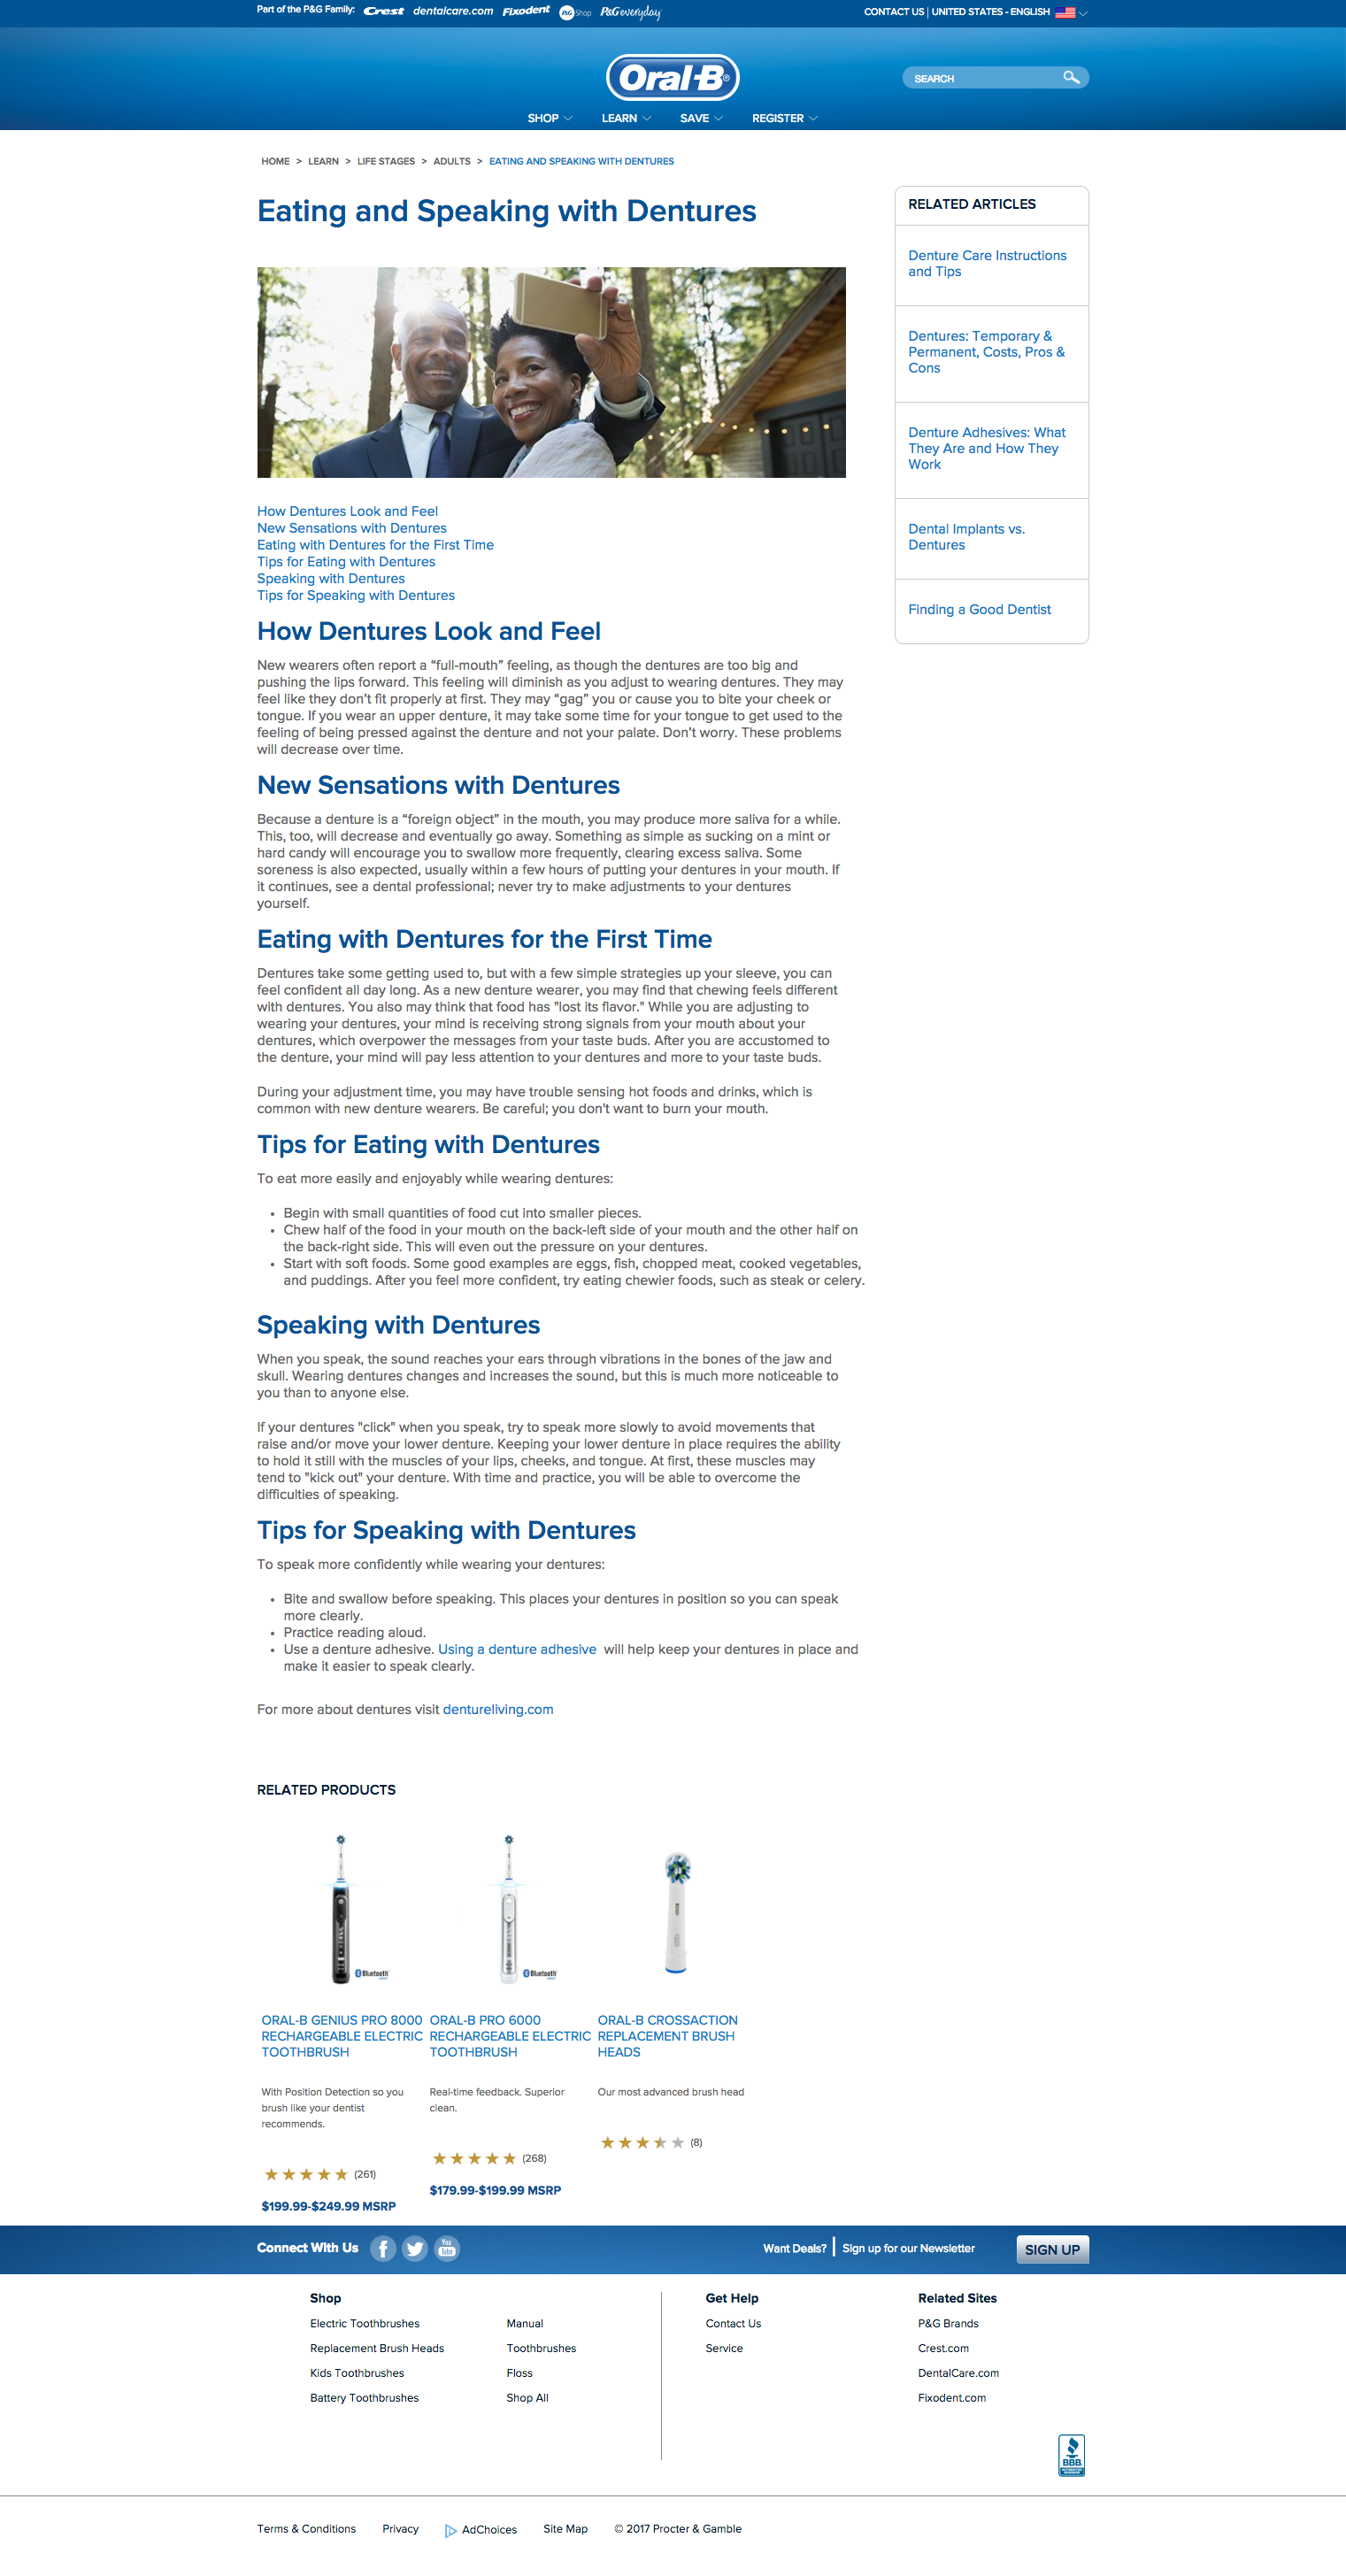 Part of the P&G Family: Crest dentalcare.com Fixodent P&G Shop P&G everyday
CONTACT US | UNITED STATES - ENGLISH
Oral-B®
SEARCH
SHOP LEARN SAVE REGISTER
HOME > LEARN > LIFE STAGES > ADULTS > EATING AND SPEAKING WITH DENTURES
Eating and Speaking with Dentures
How Dentures Look and Feel
New Sensations with Dentures
Eating with Dentures for the First Time
Tips for Eating with Dentures
Speaking with Dentures
Tips for Speaking with Dentures
How Dentures Look and Feel
New wearers often report a “full-mouth” feeling, as though the dentures are too big and
pushing the lips forward. This feeling will diminish as you adjust to wearing dentures. They may
feel like they don’t fit properly at first. They may “gag” you or cause you to bite your cheek or
tongue. If you wear an upper denture, it may take some time for your tongue to get used to the
feeling of being pressed against the denture and not your palate. Don’t worry. These problems
will decrease over time.
New Sensations with Dentures
Because a denture is a “foreign object” in the mouth, you may produce more saliva for a while.
This, too, will decrease and eventually go away. Something as simple as sucking on a mint or
hard candy will encourage you to swallow more frequently, clearing excess saliva. Some
soreness is also expected, usually within a few hours of putting your dentures in your mouth. If
it continues, see a dental professional; never try to make adjustments to your dentures
yourself.
Eating with Dentures for the First Time
Dentures take some getting used to, but with a few simple strategies up your sleeve, you can
feel confident all day long. As a new denture wearer, you may find that chewing feels different
with dentures. You also may think that food has "lost its flavor." While you are adjusting to
wearing your dentures, your mind is receiving strong signals from your mouth about your
dentures, which overpower the messages from your taste buds. After you are accustomed to
the denture, your mind will pay less attention to your dentures and more to your taste buds.
During your adjustment time, you may have trouble sensing hot foods and drinks, which is
common with new denture wearers. Be careful; you don't want to burn your mouth.
Tips for Eating with Dentures
To eat more easily and enjoyably while wearing dentures:
• Begin with small quantities of food cut into smaller pieces.
• Chew half of the food in your mouth on the back-left side of your mouth and the other half on
the back-right side. This will even out the pressure on your dentures.
• Start with soft foods. Some good examples are eggs, fish, chopped meat, cooked vegetables,
and puddings. After you feel more confident, try eating chewier foods, such as steak or celery.
Speaking with Dentures
When you speak, the sound reaches your ears through vibrations in the bones of the jaw and
skull. Wearing dentures changes and increases the sound, but this is much more noticeable to
you than to anyone else.
If your dentures "click" when you speak, try to speak more slowly to avoid movements that
raise and/or move your lower denture. Keeping your lower denture in place requires the ability
to hold it still with the muscles of your lips, cheeks, and tongue. At first, these muscles may
tend to "kick out" your denture. With time and practice, you will be able to overcome the
difficulties of speaking.
Tips for Speaking with Dentures
To speak more confidently while wearing your dentures:
• Bite and swallow before speaking. This places your dentures in position so you can speak
more clearly.
• Practice reading aloud.
• Use a denture adhesive. Using a denture adhesive will help keep your dentures in place and
make it easier to speak clearly.
For more about dentures visit dentureliving.com
RELATED ARTICLES
Denture Care Instructions
and Tips
Dentures: Temporary &
Permanent, Costs, Pros &
Cons
Denture Adhesives: What
They Are and How They
Work
Dental Implants vs.
Dentures
Finding a Good Dentist
RELATED PRODUCTS
Bluetooth
ORAL-B GENIUS PRO 8000
RECHARGEABLE ELECTRIC
TOOTHBRUSH
With Position Detection so you
brush like your dentist
recommends.
(261)
$199.99-$249.99 MSRP
Bluetooth
ORAL-B PRO 6000
RECHARGEABLE ELECTRIC
TOOTHBRUSH
Real-time feedback. Superior
clean.
(268)
$179.99-$199.99 MSRP
ORAL-B CROSSACTION
REPLACEMENT BRUSH
HEADS
Our most advanced brush head
(8)
Connect With Us
You Tube
Want Deals? Sign up for our Newsletter
SIGN UP
Shop
Electric Toothbrushes
Replacement Brush Heads
Kids Toothbrushes
Battery Toothbrushes
Manual
Toothbrushes
Floss
Shop All
Get Help
Contact Us
Service
Related Sites
P&G Brands
Crest.com
DentalCare.com
Fixodent.com
BBB
Terms & Conditions Privacy AdChoices Site Map © 2017 Procter & Gamble